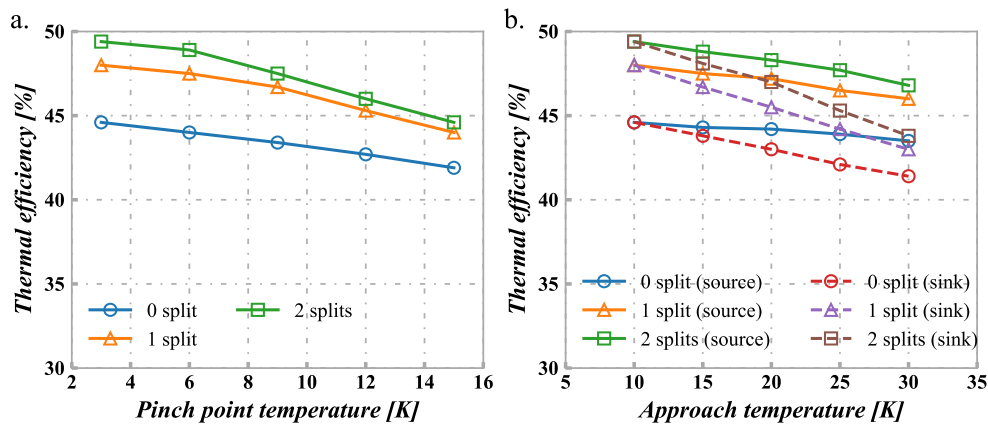 a.
Thermal efficiency [%]
50
45
40
35
30
2 4 6 8 10 12 14 16
Pinch point temperature [K]
0 split
1 split
2 splits
b.
Thermal efficiency [%]
50
45
40
35
30
5 10 15 20 25 30 35
Approach temperature [K]
0 split (source)
1 split (source)
2 splits (source)
0 split (sink)
1 split (sink)
2 splits (sink)